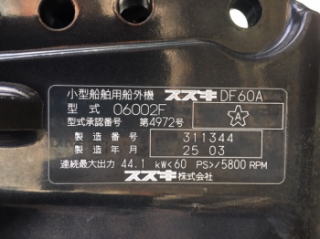 小型船舶用船外機 スズキ DF60A
型式 06002F
型式承認番号 第4972号
製造番号 311344
製造年月 25 03
連続最大出力 44.1 kW<60 PS>/5800 RPM
スズキ株式会社